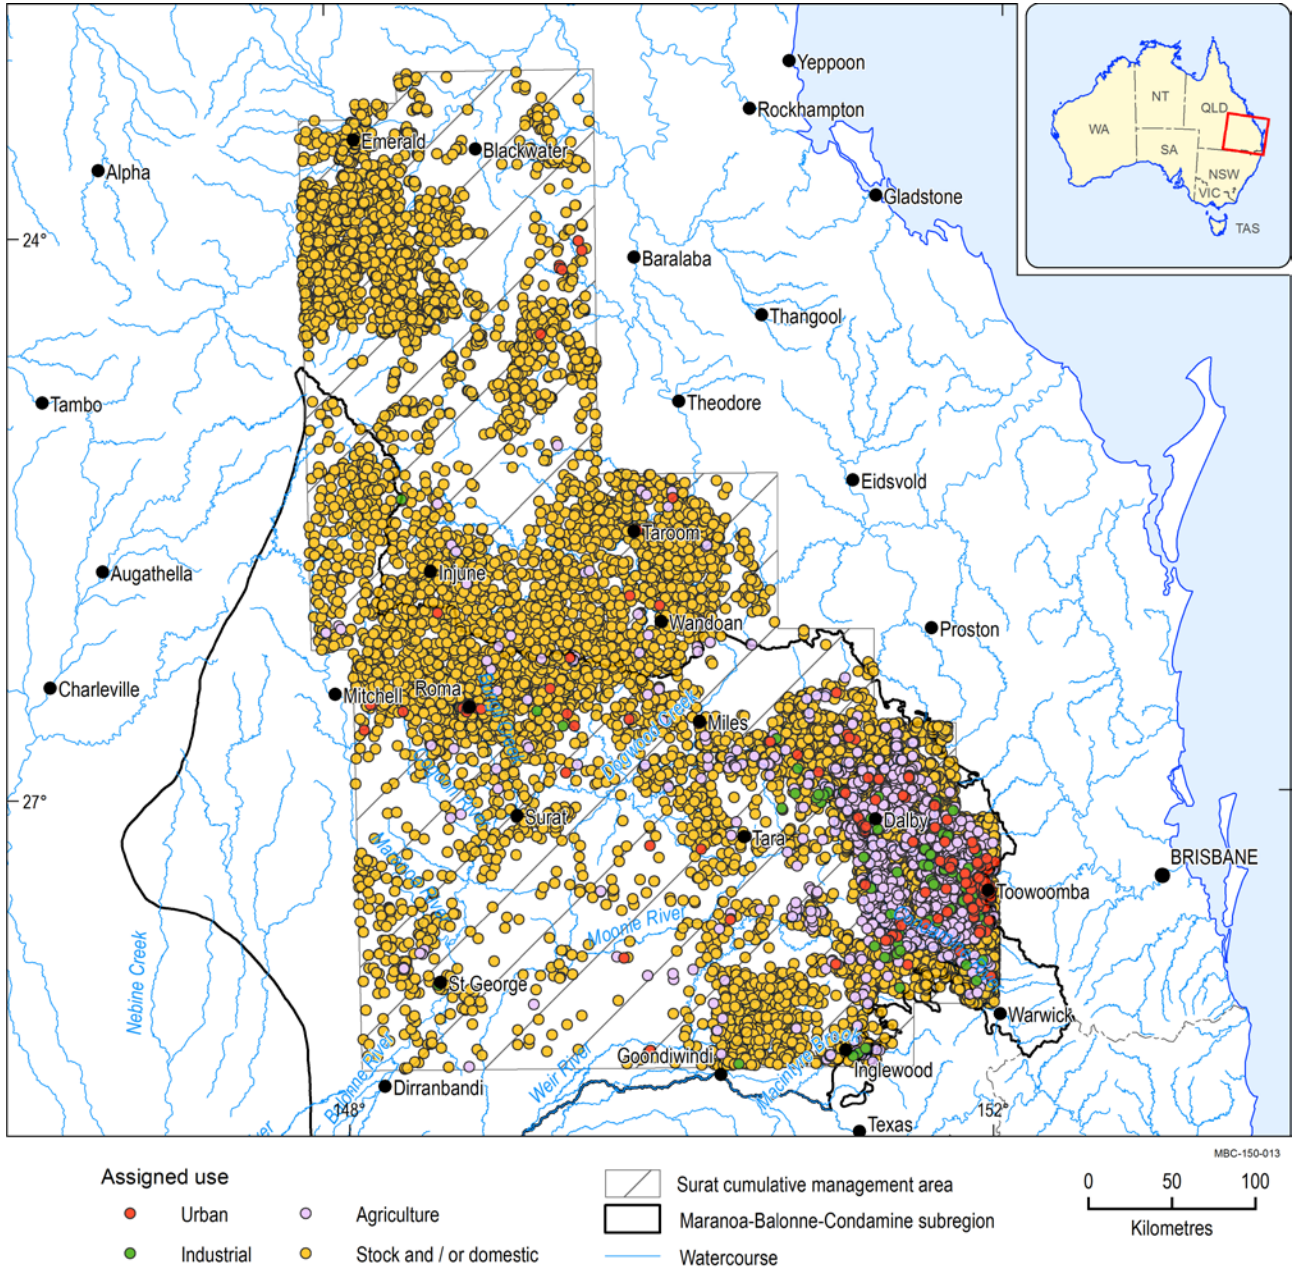 Yeppoon
Rockhampton
NT
QLD
WA
SA
NSW
VIC
TAS
Emerald
Blackwater
Alpha
Gladstone
24°
Baralaba
Thangool
Tambo
Theodore
Eidsvold
Taroom
Augathella
Injune
Wandoan
Proston
Charleville
Mitchell
Roma
Miles
Dogwood Creek
27°
Surat
Dalby
Tara
BRISBANE
Toowoomba
Moonie River
Nebine Creek
St George
Warwick
Goondiwindi
Macintyre Brook
Inglewood
Weir River
Balonne River
Dirranbandi
148°
152°
Texas
ver
MBC-150-013
Assigned use
Urban
Agriculture
Industrial
Stock and / or domestic
Surat cumulative management area
Maranoa-Balonne-Condamine subregion
Watercourse
0 50 100
Kilometres